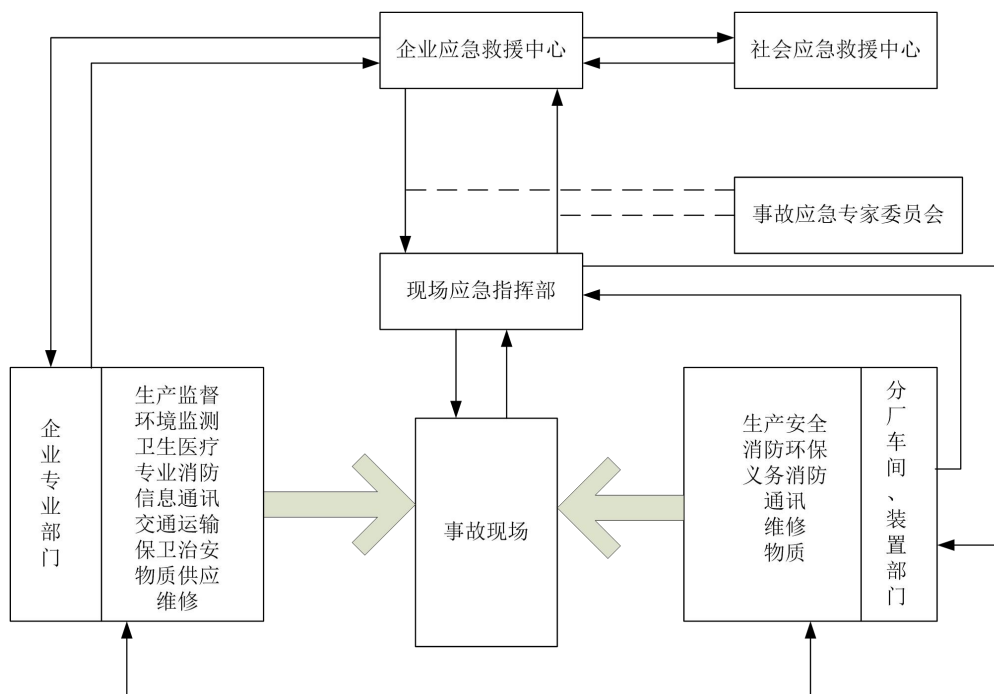 企业应急救援中心
社会应急救援中心
事故应急专家委员会
现场应急指挥部
企业专业部门
生产监督
环境监测
卫生医疗
专业消防
信息通讯
交通运输
保卫治安
物质供应
维修
事故现场
生产安全
消防环保
义务消防
通讯
维修
物质
分厂车间、装置部门